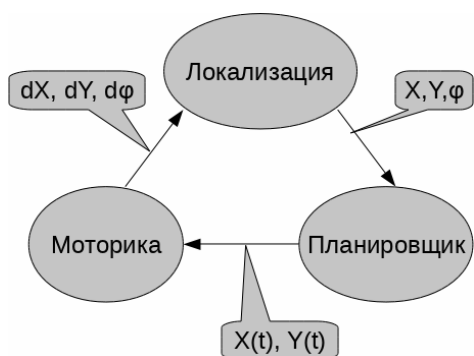 Локализация
dX, dY, dφ
X,Y,φ
Моторика
Планировщик
X(t), Y(t)